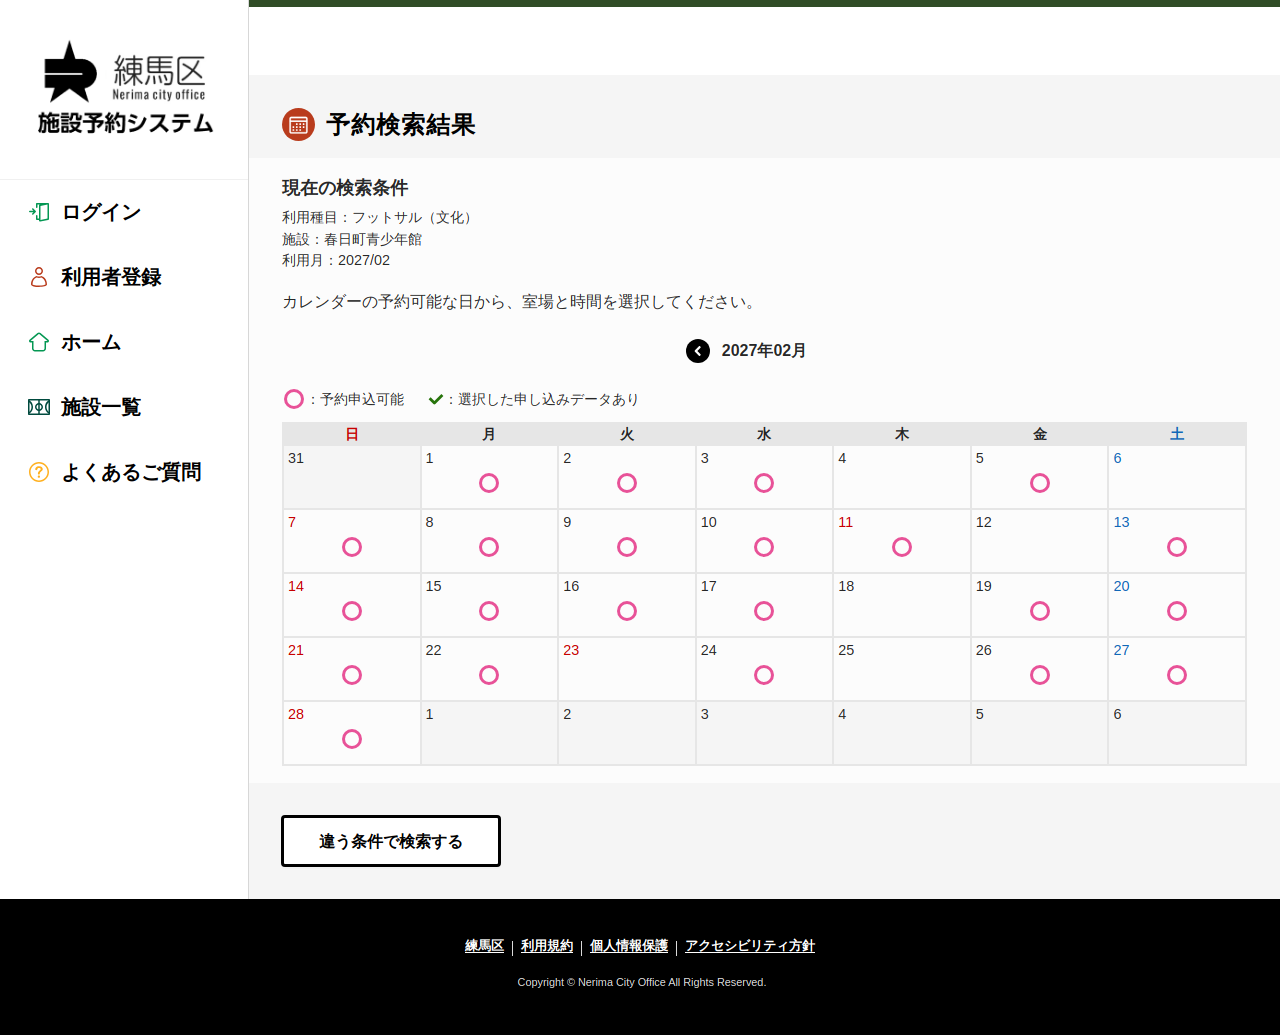 練馬区
Nerima city office
施設予約システム
ログイン
利用者登録
ホーム
施設一覧
よくあるご質問
予約検索結果
現在の検索条件
利用種目：フットサル（文化）
施設：春日町青少年館
利用月：2027/02
カレンダーの予約可能な日から、室場と時間を選択してください。
2027年02月
：予約申込可能 ：選択した申し込みデータあり
日 月 火 水 木 金 土
31 1 2 3 4 5 6
7 8 9 10 11 12 13
14 15 16 17 18 19 20
21 22 23 24 25 26 27
28 1 2 3 4 5 6
違う条件で検索する
練馬区 | 利用規約 | 個人情報保護 | アクセシビリティ方針
Copyright © Nerima City Office All Rights Reserved.